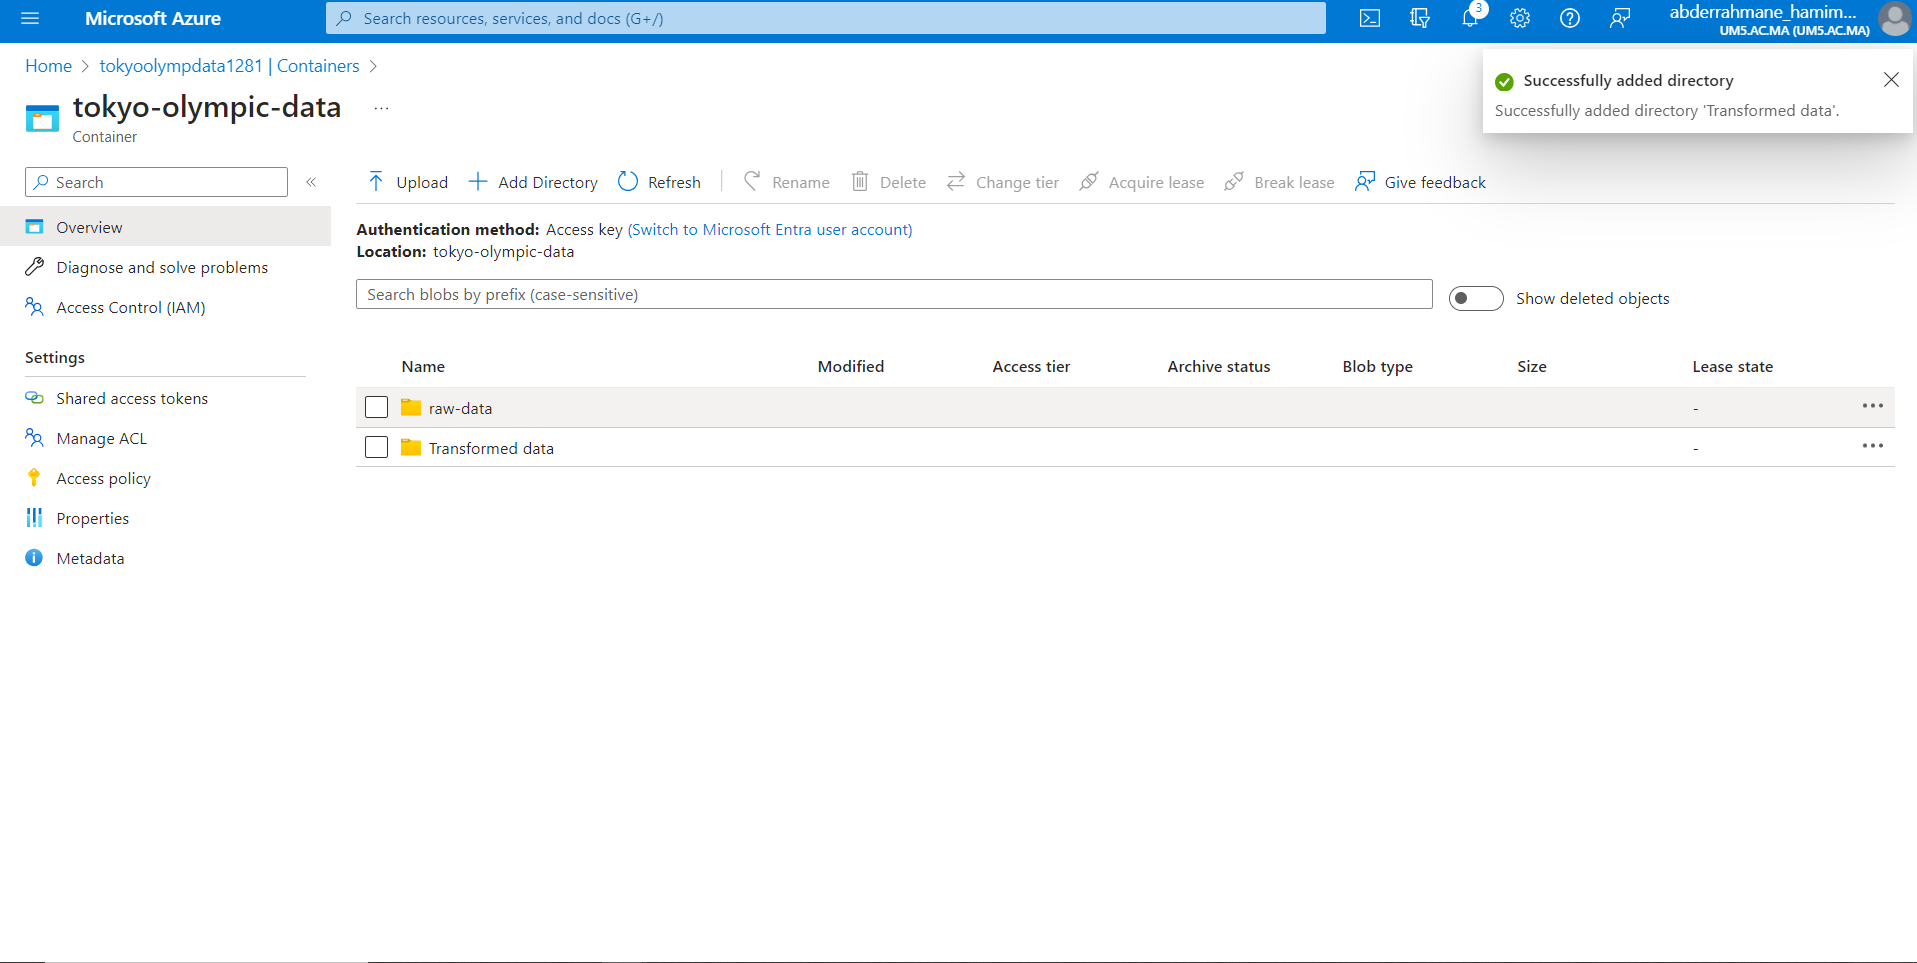 Microsoft Azure
Search resources, services, and docs (G+/)
3
abderrahmane_hamim...
UM5.AC.MA (UM5.AC.MA)
Home > tokyoolympdata1281 | Containers >
Successfully added directory
Successfully added directory 'Transformed data'.
tokyo-olympic-data ...
Container
Search «
Upload Add Directory Refresh Rename Delete Change tier Acquire lease Break lease Give feedback
Overview
Diagnose and solve problems
Access Control (IAM)
Settings
Shared access tokens
Manage ACL
Access policy
Properties
Metadata
Authentication method: Access key (Switch to Microsoft Entra user account)
Location: tokyo-olympic-data
Search blobs by prefix (case-sensitive)
Show deleted objects
Name Modified Access tier Archive status Blob type Size Lease state
raw-data - ...
Transformed data - ...